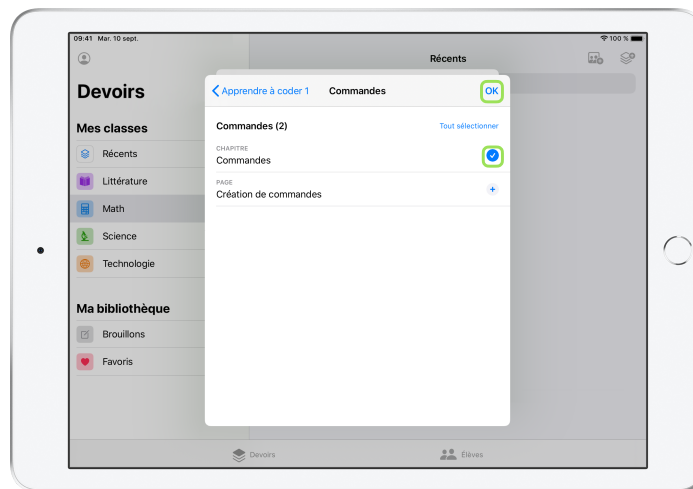 09:41 Mar. 10 sept.
100 %
Récents
Devoirs
Mes classes
Récents
Littérature
Math
Science
Technologie
Ma bibliothèque
Brouillons
Favoris
Apprendre à coder 1 Commandes OK
Commandes (2) Tout sélectionner
CHAPITRE
Commandes
PAGE
Création de commandes
Devoirs Élèves